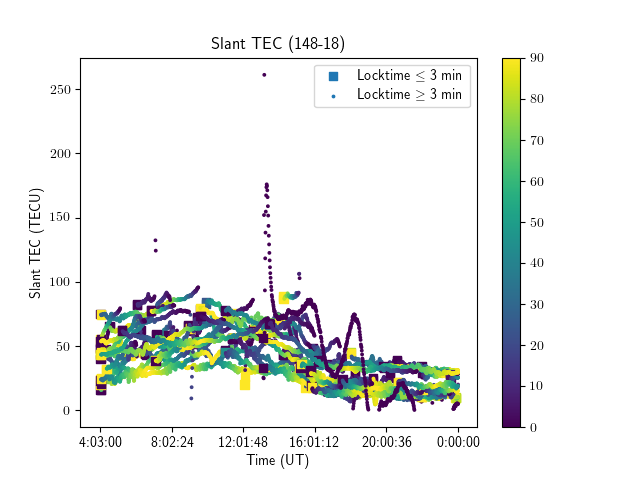 Slant TEC (148-18)
Locktime ≤ 3 min
Locktime ≥ 3 min
Slant TEC (TECU)
250
200
150
100
50
0
4:03:00 8:02:24 12:01:48 16:01:12 20:00:36 0:00:00
Time (UT)
90
80
70
60
50
40
30
20
10
0